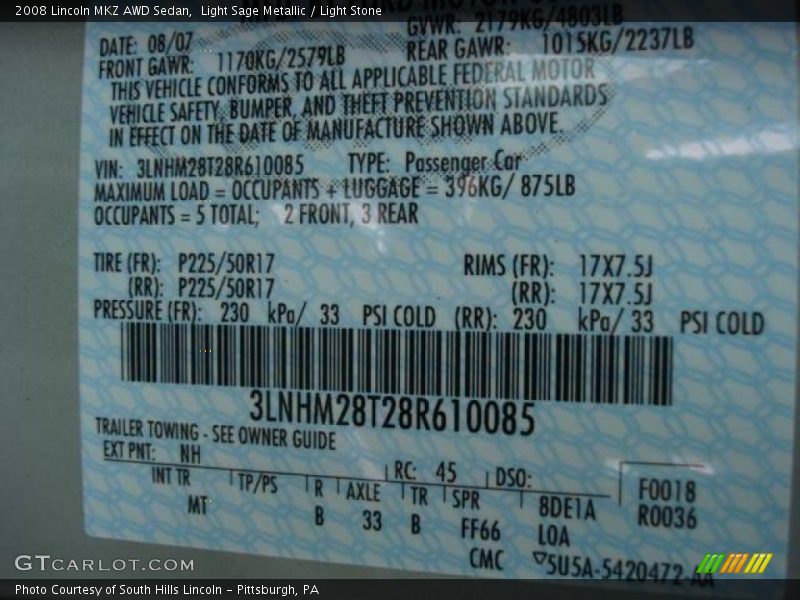 2008 Lincoln MKZ AWD Sedan,  Light Sage Metallic / Light Stone
GVWR: 2179KG/4803LB
DATE: 08/07
FRONT GAWR: 1170KG/2579LB REAR GAWR: 1015KG/2237LB
THIS VEHICLE CONFORMS TO ALL APPLICABLE FEDERAL MOTOR
VEHICLE SAFETY, BUMPER, AND THEFT PREVENTION STANDARDS
IN EFFECT ON THE DATE OF MANUFACTURE SHOWN ABOVE.
VIN: 3LNHM28T28R610085 TYPE: Passenger Car
MAXIMUM LOAD = OCCUPANTS + LUGGAGE = 396KG/ 875LB
OCCUPANTS = 5 TOTAL; 2 FRONT, 3 REAR
TIRE (FR): P225/50R17 RIMS (FR): 17X7.5J
(RR): P225/50R17 (RR): 17X7.5J
PRESSURE (FR): 230 kPa/ 33 PSI COLD (RR): 230 kPa/ 33 PSI COLD
3LNHM28T28R610085
TRAILER TOWING - SEE OWNER GUIDE
EXT PNT: NH RC: 45 DSO: F0018
INT TR TP/PS R AXLE TR SPR 8DE1A R0036
MT B 33 B FF66 LOA
CMC 5U5A-5420472-AA
GTCARLOT.COM
Photo Courtesy of South Hills Lincoln - Pittsburgh, PA